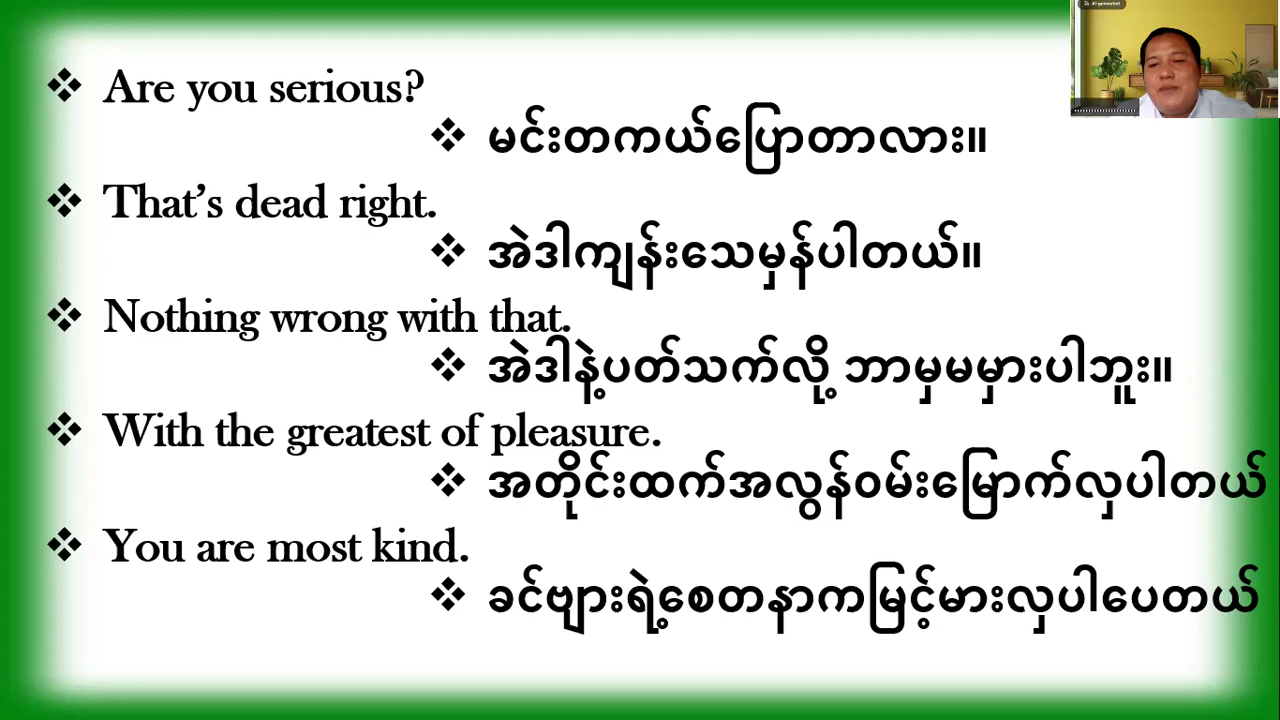 AI-generated
❖ Are you serious?
❖ မင်းတကယ်ပြောတာလား။
❖ That's dead right.
❖ အဲဒါကျန်းသေမှန်ပါတယ်။
❖ Nothing wrong with that.
❖ အဲဒါနဲ့ပတ်သက်လို့ ဘာမှမမှားပါဘူး။
❖ With the greatest of pleasure.
❖ အတိုင်းထက်အလွန်ဝမ်းမြောက်လှပါတယ်
❖ You are most kind.
❖ ခင်ဗျားရဲ့စေတနာကမြင့်မားလှပါပေတယ်